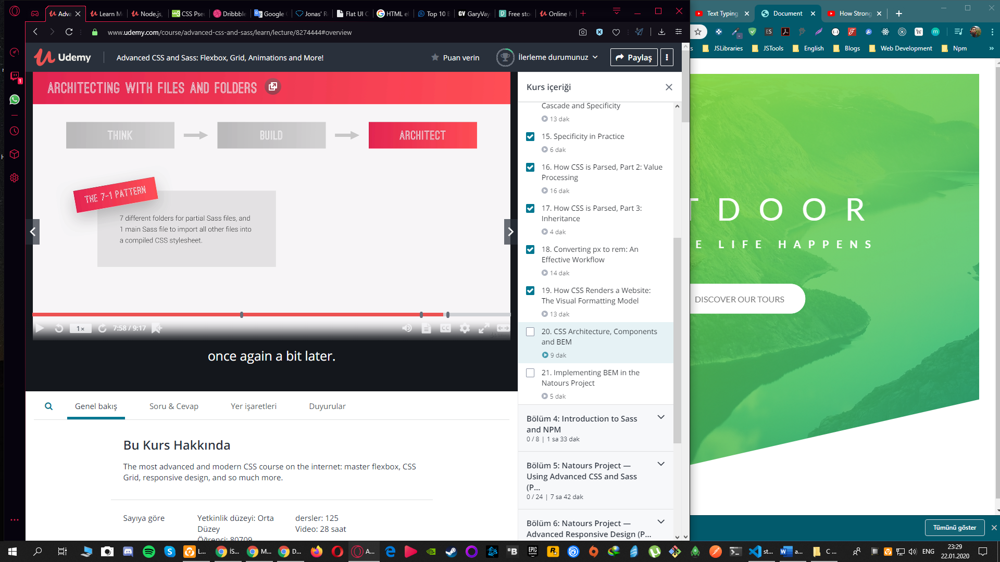 Adva
Learn M
Node.js,
CSS Pse
Dribbble
Google
Jonas' R
Flat UI C
HTML el
Top 10 B
GV GaryVay
Free sto
Online K
www.udemy.com/course/advanced-css-and-sass/learn/lecture/8274444#overview
Udemy
Advanced CSS and Sass: Flexbox, Grid, Animations and More!
Puan verin
İlerleme durumunuz
Paylaş
ARCHITECTING WITH FILES AND FOLDERS
THINK
BUILD
ARCHITECT
THE 7-1 PATTERN
7 different folders for partial Sass files, and
1 main Sass file to import all other files into
a compiled CSS stylesheet.
1×
7:58 / 9:17
CC
once again a bit later.
Genel bakış
Soru & Cevap
Yer işaretleri
Duyurular
Bu Kurs Hakkında
The most advanced and modern CSS course on the internet: master flexbox, CSS
Grid, responsive design, and so much more.
Sayıya göre
Yetkinlik düzeyi: Orta
Düzey
Öğrenci: 80709
dersler: 125
Video: 28 saat
Kurs içeriği
Cascade and Specificity
13 dak
15. Specificity in Practice
6 dak
16. How CSS is Parsed, Part 2: Value
Processing
16 dak
17. How CSS is Parsed, Part 3:
Inheritance
4 dak
18. Converting px to rem: An
Effective Workflow
14 dak
19. How CSS Renders a Website:
The Visual Formatting Model
13 dak
20. CSS Architecture, Components
and BEM
9 dak
21. Implementing BEM in the
Natours Project
5 dak
Bölüm 4: Introduction to Sass
and NPM
0 / 8 | 1 sa 33 dak
Bölüm 5: Natours Project —
Using Advanced CSS and Sass
(P...
0 / 24 | 7 sa 42 dak
Bölüm 6: Natours Project —
Advanced Responsive Design (P...
Text Typing
Document
How Strong
s
JSLibraries
JSTools
English
Blogs
Web Development
Npm
»
TDOOR
E LIFE HAPPENS
DISCOVER OUR TOURS
Tümünü göster
L...
İS...
M...
D...
A...
st...
a...
C ...
ENG
23:29
22.01.2020